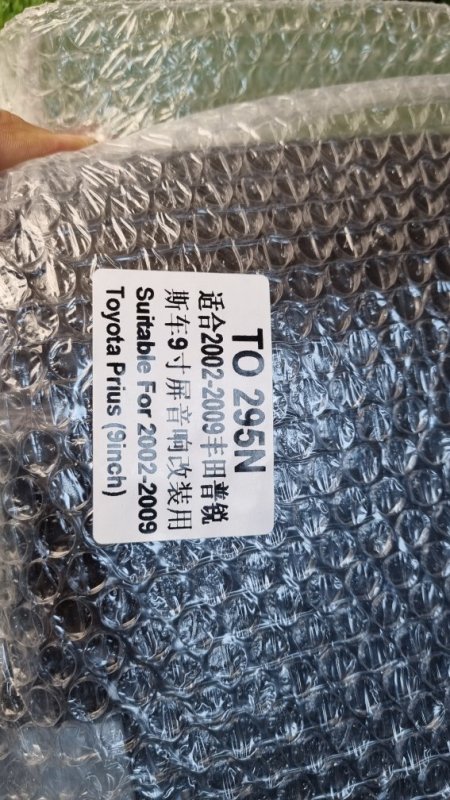 TO 295N
适合2002-2009丰田普锐
斯车9寸屏音响改装用
Suitable For 2002-2009
Toyota Prius (9inch)